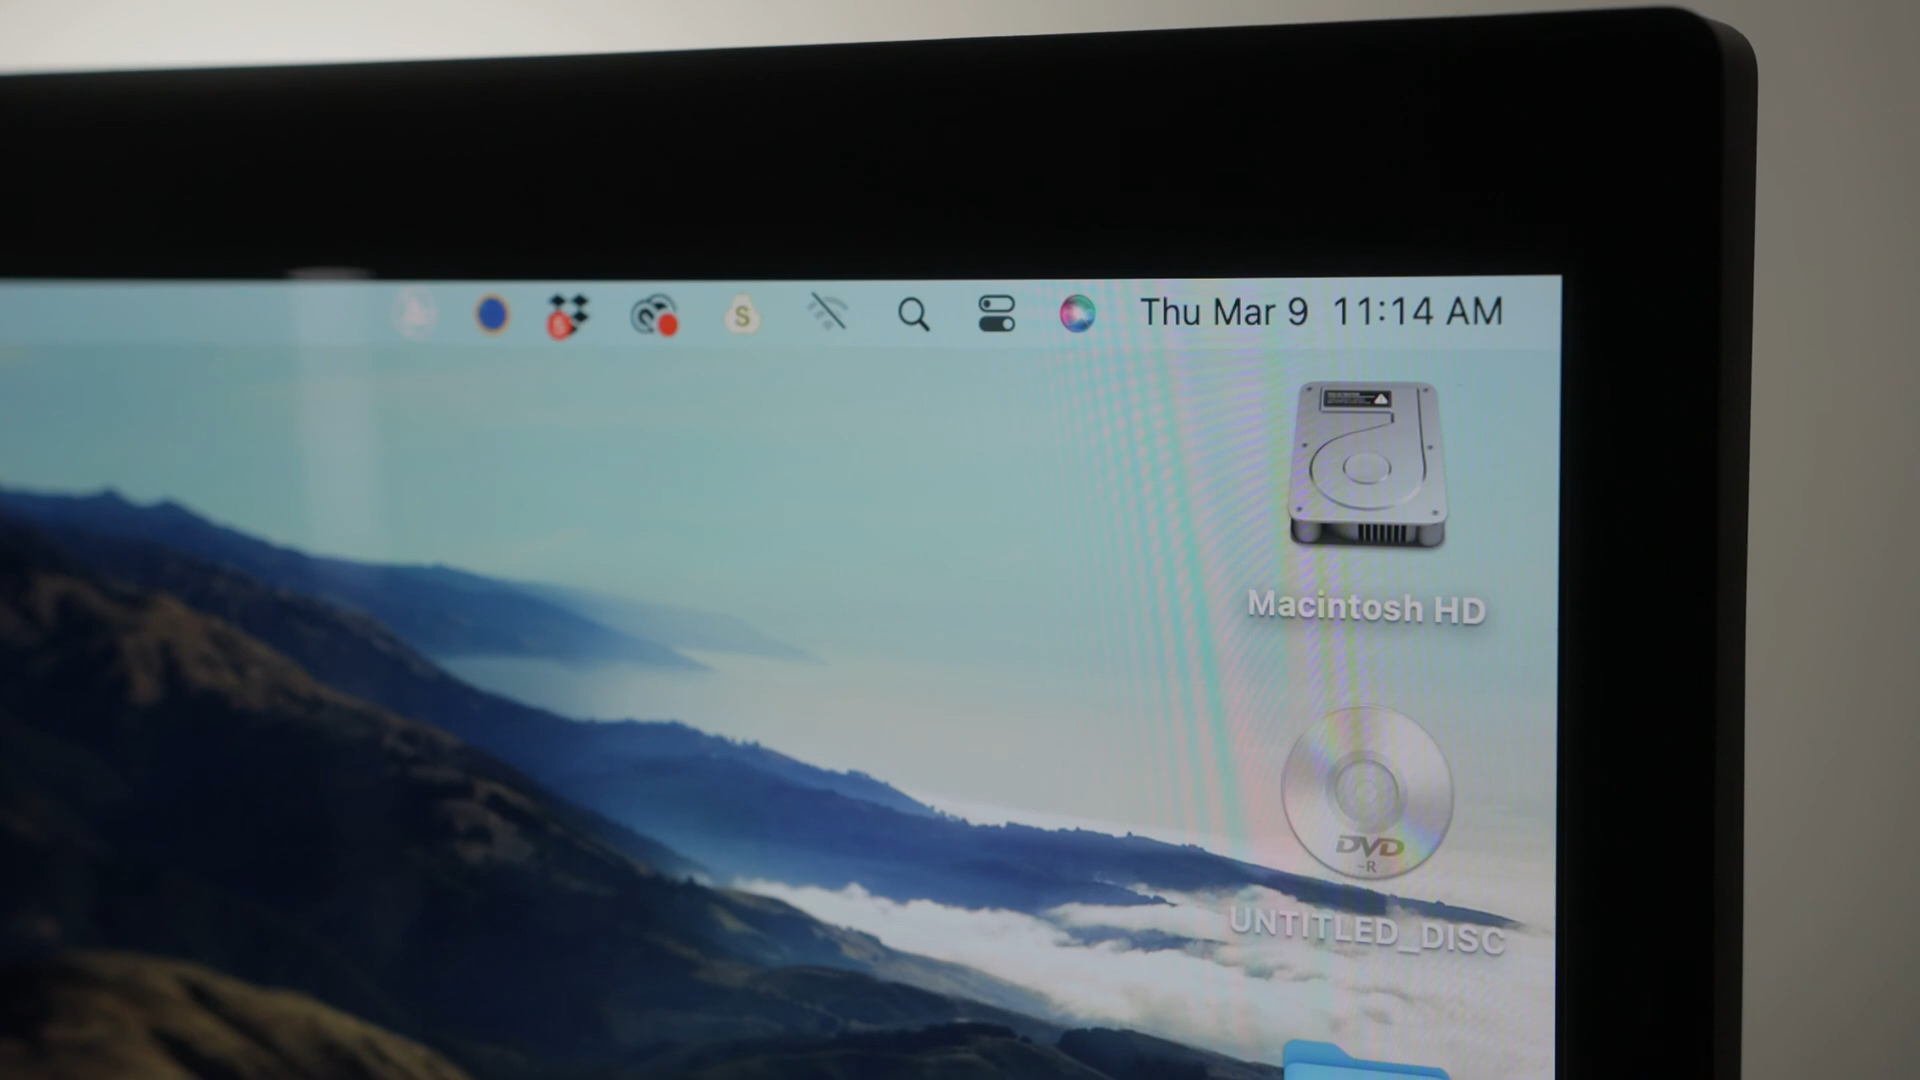 S
Thu Mar 9 11:14 AM
Macintosh HD
DVD
-R
UNTITLED_DISC